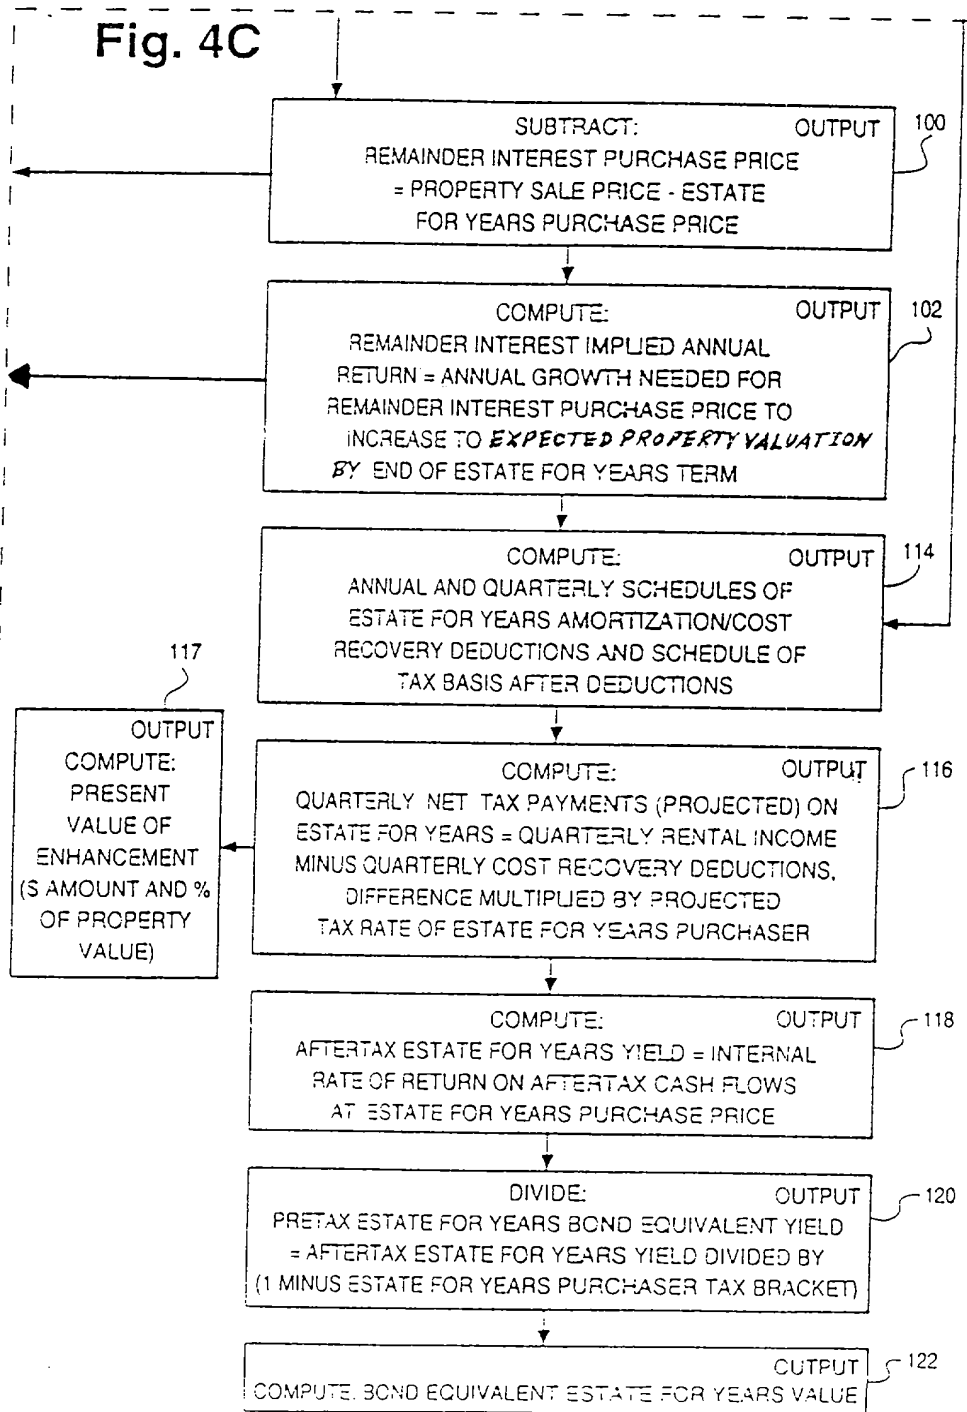 Fig. 4C
SUBTRACT: OUTPUT 100
REMAINDER INTEREST PURCHASE PRICE
= PROPERTY SALE PRICE - ESTATE
FOR YEARS PURCHASE PRICE
COMPUTE: OUTPUT 102
REMAINDER INTEREST IMPLIED ANNUAL
RETURN = ANNUAL GROWTH NEEDED FOR
REMAINDER INTEREST PURCHASE PRICE TO
INCREASE TO EXPECTED PROPERTY VALUATION
BY END OF ESTATE FOR YEARS TERM
COMPUTE: OUTPUT 114
ANNUAL AND QUARTERLY SCHEDULES OF
ESTATE FOR YEARS AMORTIZATION/COST
RECOVERY DEDUCTIONS AND SCHEDULE OF
TAX BASIS AFTER DEDUCTIONS
117
OUTPUT
COMPUTE:
PRESENT
VALUE OF
ENHANCEMENT
($ AMOUNT AND %
OF PROPERTY
VALUE)
COMPUTE: OUTPUT 116
QUARTERLY NET TAX PAYMENTS (PROJECTED) ON
ESTATE FOR YEARS = QUARTERLY RENTAL INCOME
MINUS QUARTERLY COST RECOVERY DEDUCTIONS,
DIFFERENCE MULTIPLIED BY PROJECTED
TAX RATE OF ESTATE FOR YEARS PURCHASER
COMPUTE: OUTPUT 118
AFTERTAX ESTATE FOR YEARS YIELD = INTERNAL
RATE OF RETURN ON AFTERTAX CASH FLOWS
AT ESTATE FOR YEARS PURCHASE PRICE
DIVIDE: OUTPUT 120
PRETAX ESTATE FOR YEARS BOND EQUIVALENT YIELD
= AFTERTAX ESTATE FOR YEARS YIELD DIVIDED BY
(1 MINUS ESTATE FOR YEARS PURCHASER TAX BRACKET)
OUTPUT 122
COMPUTE: BOND EQUIVALENT ESTATE FOR YEARS VALUE